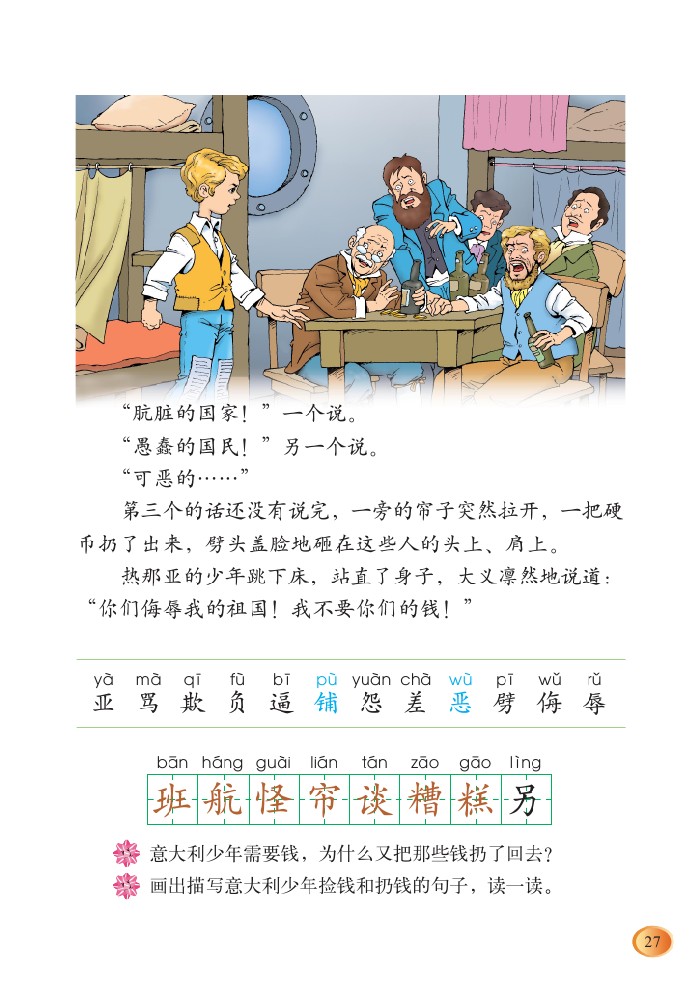 “肮脏的国家！”一个说。
“愚蠢的国民！”另一个说。
“可恶的……”
第三个的话还没有说完，一旁的帘子突然拉开，一把硬
币扔了出来，劈头盖脸地砸在这些人的头上、肩上。
热那亚的少年跳下床，站直了身子，大义凛然地说道：
“你们侮辱我的祖国！我不要你们的钱！”
yà mà qī fù bī pù yuàn chà wù pī wǔ rǔ
亚 骂 欺 负 逼 铺 怨 差 恶 劈 侮 辱
bān háng guài lián tán zāo gāo lìng
班 航 怪 帘 谈 糟 糕 另
意大利少年需要钱，为什么又把那些钱扔了回去？
画出描写意大利少年捡钱和扔钱的句子，读一读。
27